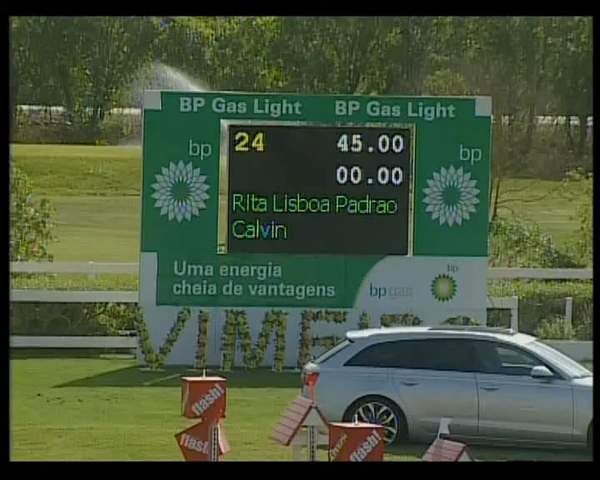 BP Gas Light BP Gas Light
bp bp
24 45.00
00.00
Rita Lisboa Padrao
Calvin
Uma energia
cheia de vantagens
bp
bp gas
flash!
flash!
flash!